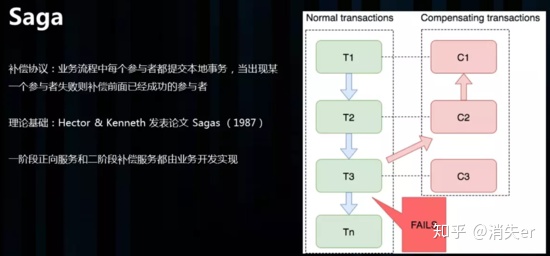 Saga
补偿协议：业务流程中每个参与者都提交本地事务，当出现某
一个参与者失败则补偿前面已经成功的参与者
理论基础：Hector & Kenneth 发表论文 Sagas （1987）
一阶段正向服务和二阶段补偿服务都由业务开发实现
Normal transactions
Compensating transactions
T1
C1
T2
C2
T3
C3
FAILS
Tn
知乎 @消失er